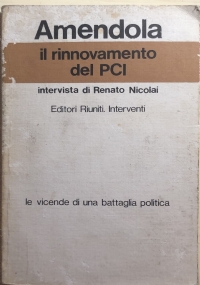 Amendola
il rinnovamento
del PCI
intervista di Renato Nicolai
Editori Riuniti. Interventi
le vicende di una battaglia politica